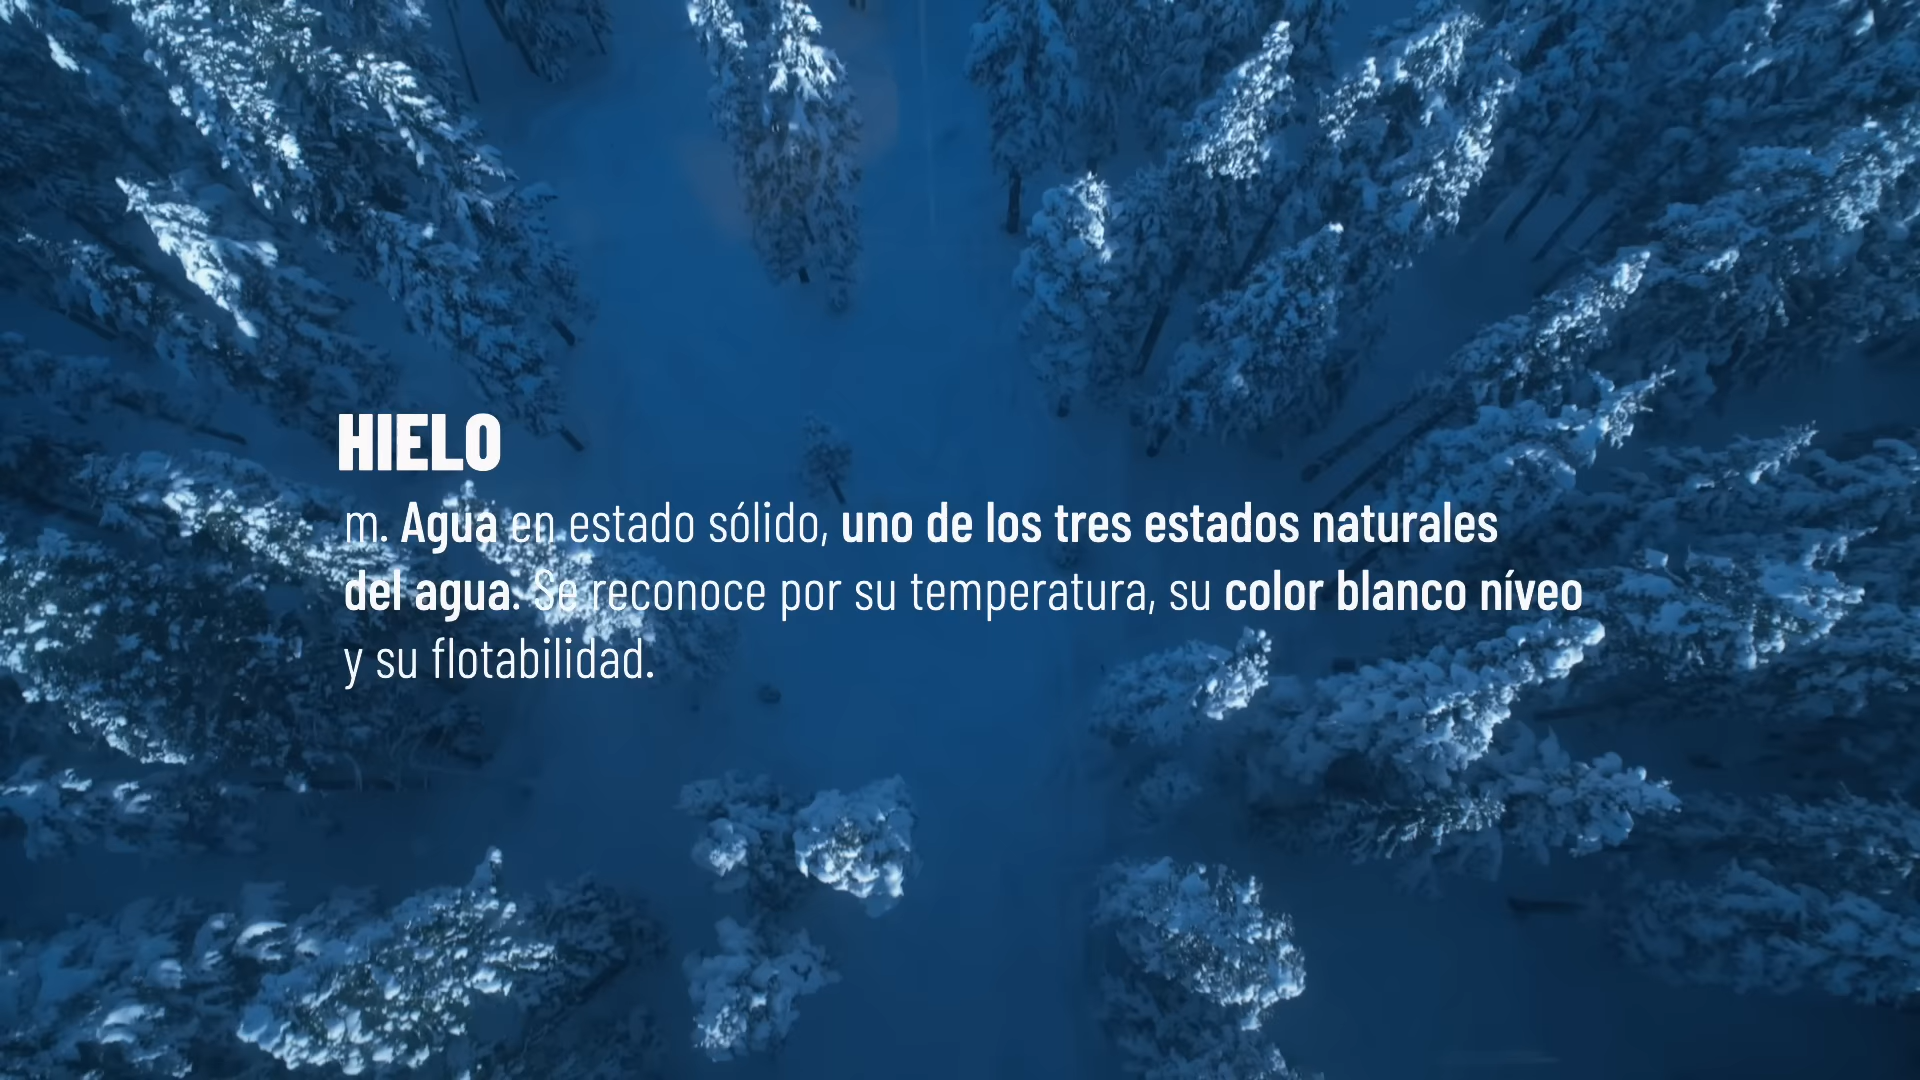 HIELO
m. Agua en estado sólido, uno de los tres estados naturales
del agua. Se reconoce por su temperatura, su color blanco níveo
y su flotabilidad.